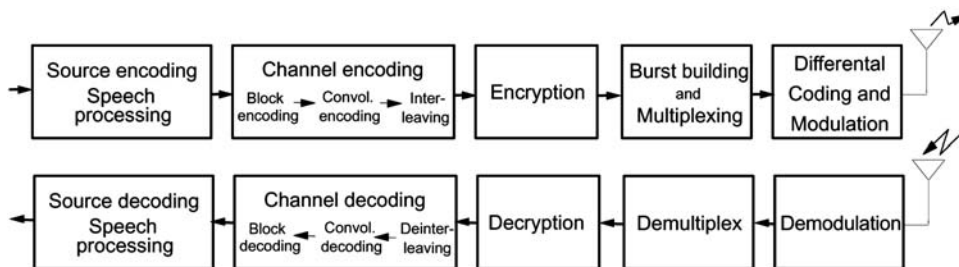 Source encoding
Speech
processing
Channel encoding
Block
encoding
Convol.
encoding
Inter-
leaving
Encryption
Burst building
and
Multiplexing
Differental
Coding and
Modulation
Source decoding
Speech
processing
Channel decoding
Block
decoding
Convol.
decoding
Deinter-
leaving
Decryption
Demultiplex
Demodulation